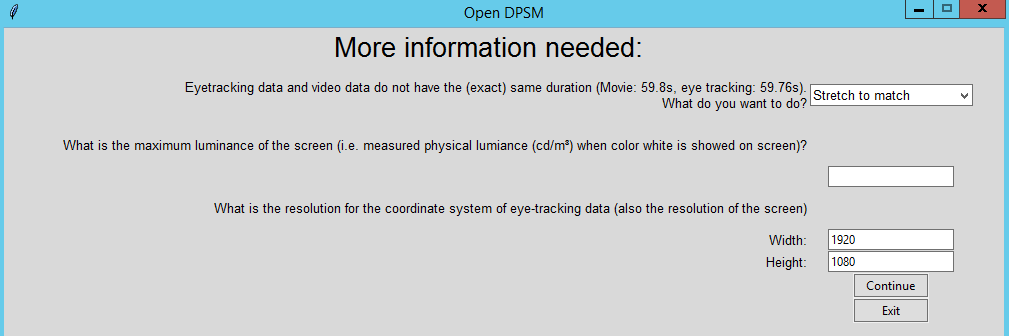 Open DPSM
More information needed:
Eyetracking data and video data do not have the (exact) same duration (Movie: 59.8s, eye tracking: 59.76s).
What do you want to do?
Stretch to match
What is the maximum luminance of the screen (i.e. measured physical lumiance (cd/m²) when color white is showed on screen)?
What is the resolution for the coordinate system of eye-tracking data (also the resolution of the screen)
Width: 1920
Height: 1080
Continue
Exit